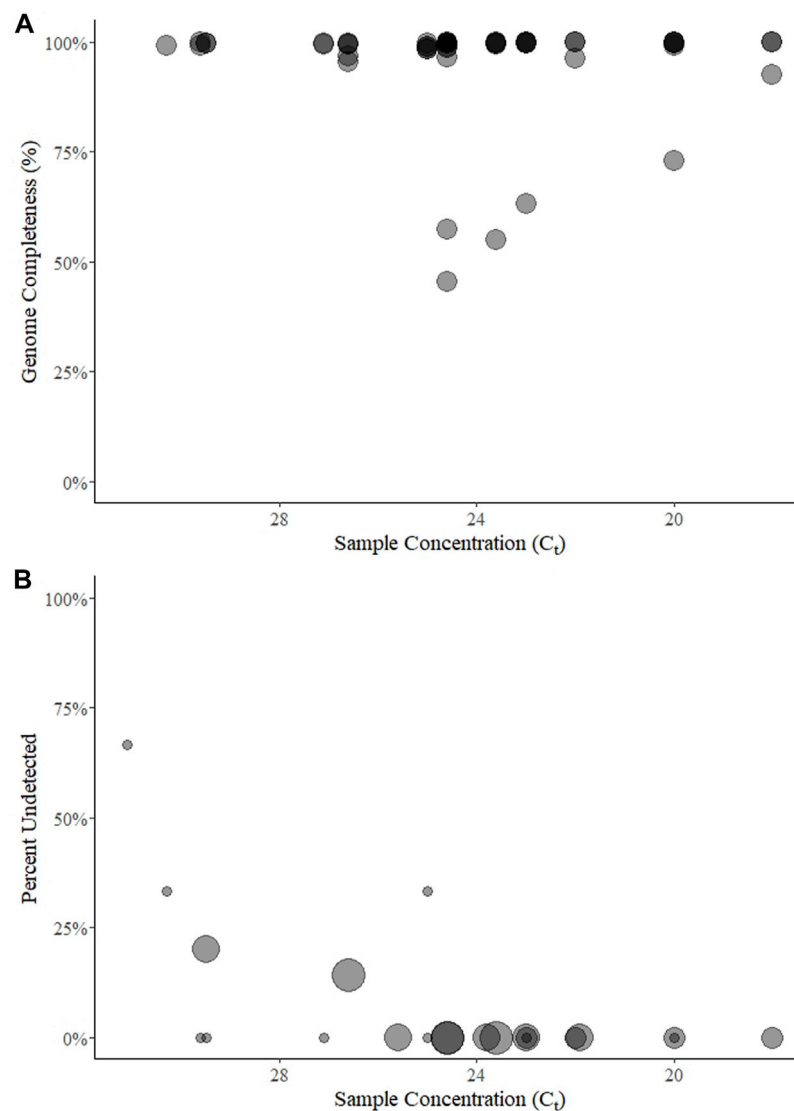 A
100%
75%
50%
25%
0%
Genome Completeness (%)
28
24
20
Sample Concentration (Ct)
B
100%
75%
50%
25%
0%
Percent Undetected
28
24
20
Sample Concentration (Ct)